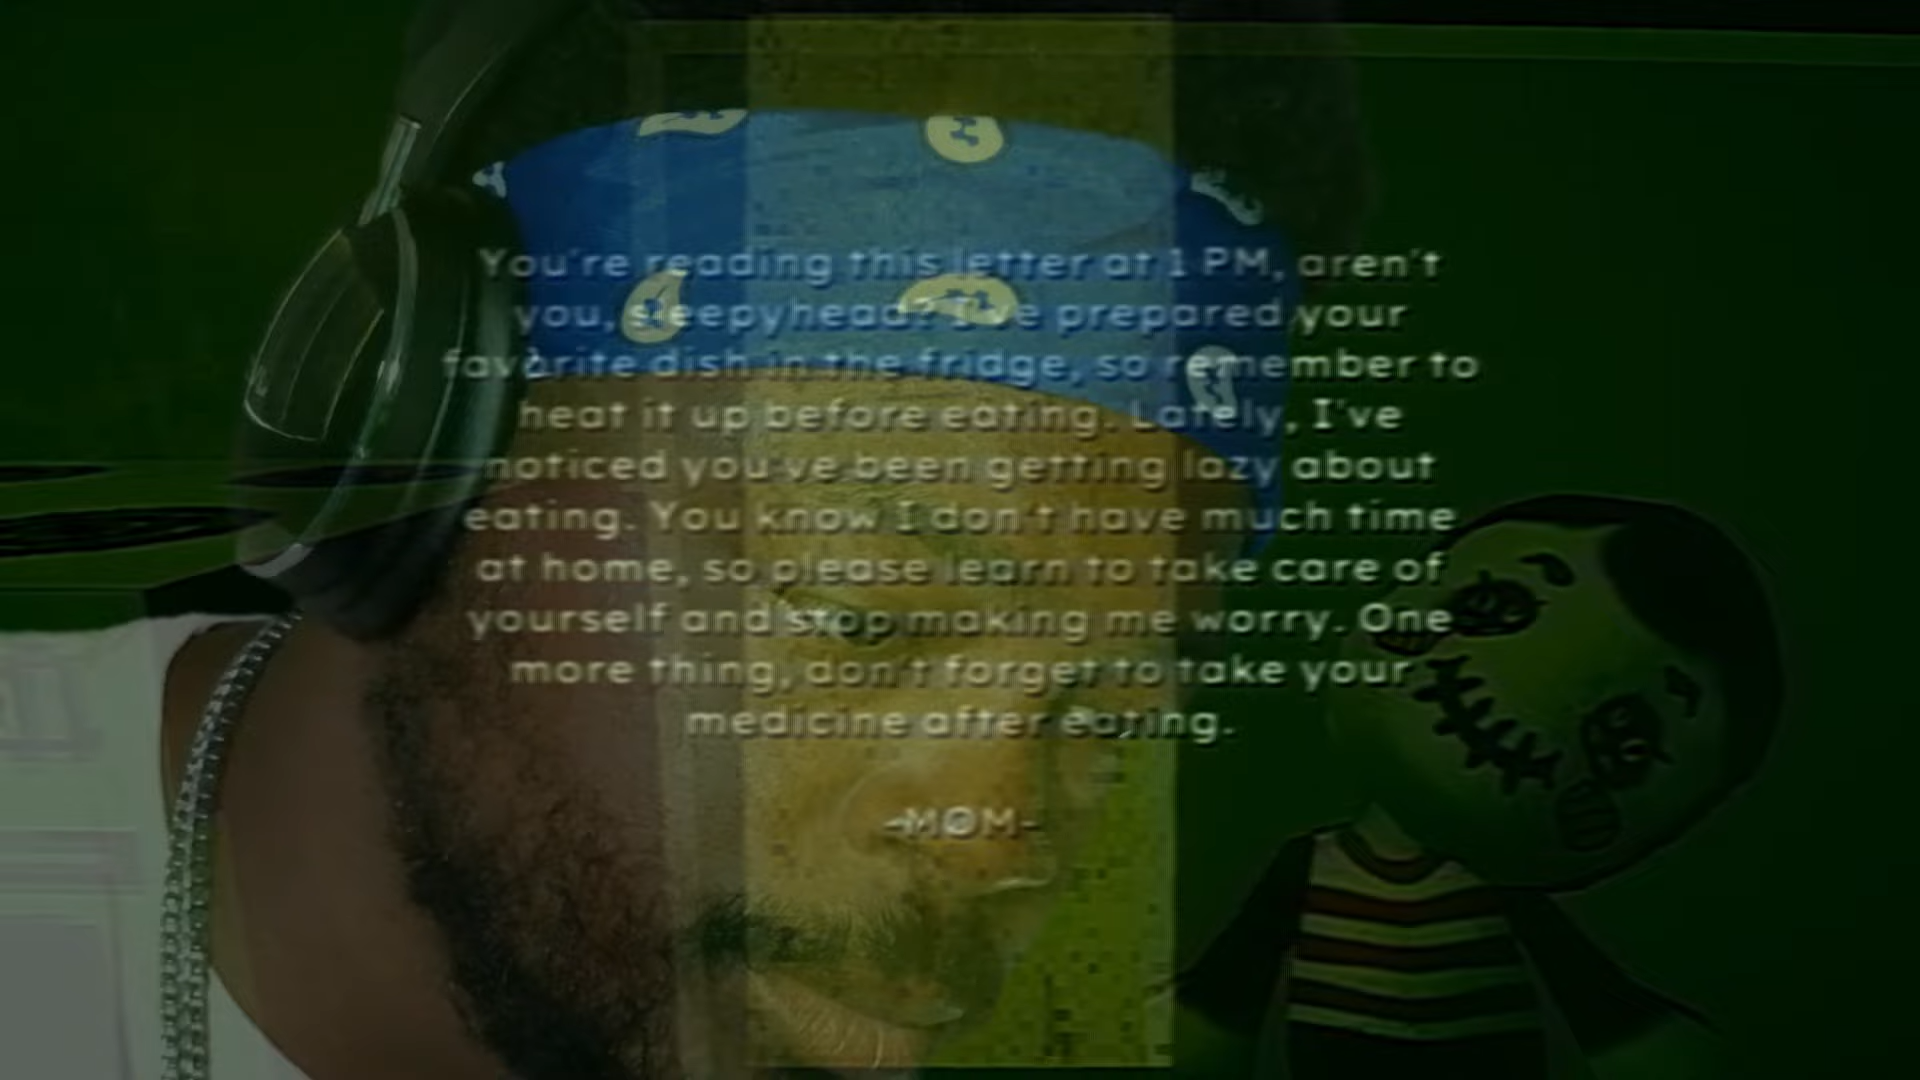 You're reading this letter at 1 PM, aren't
you, sleepyhead? I've prepared your
favorite dish in the fridge, so remember to
heat it up before eating. Lately, I've
noticed you've been getting lazy about
eating. You know I don't have much time
at home, so please learn to take care of
yourself and stop making me worry. One
more thing, don't forget to take your
medicine after eating.
-MOM-